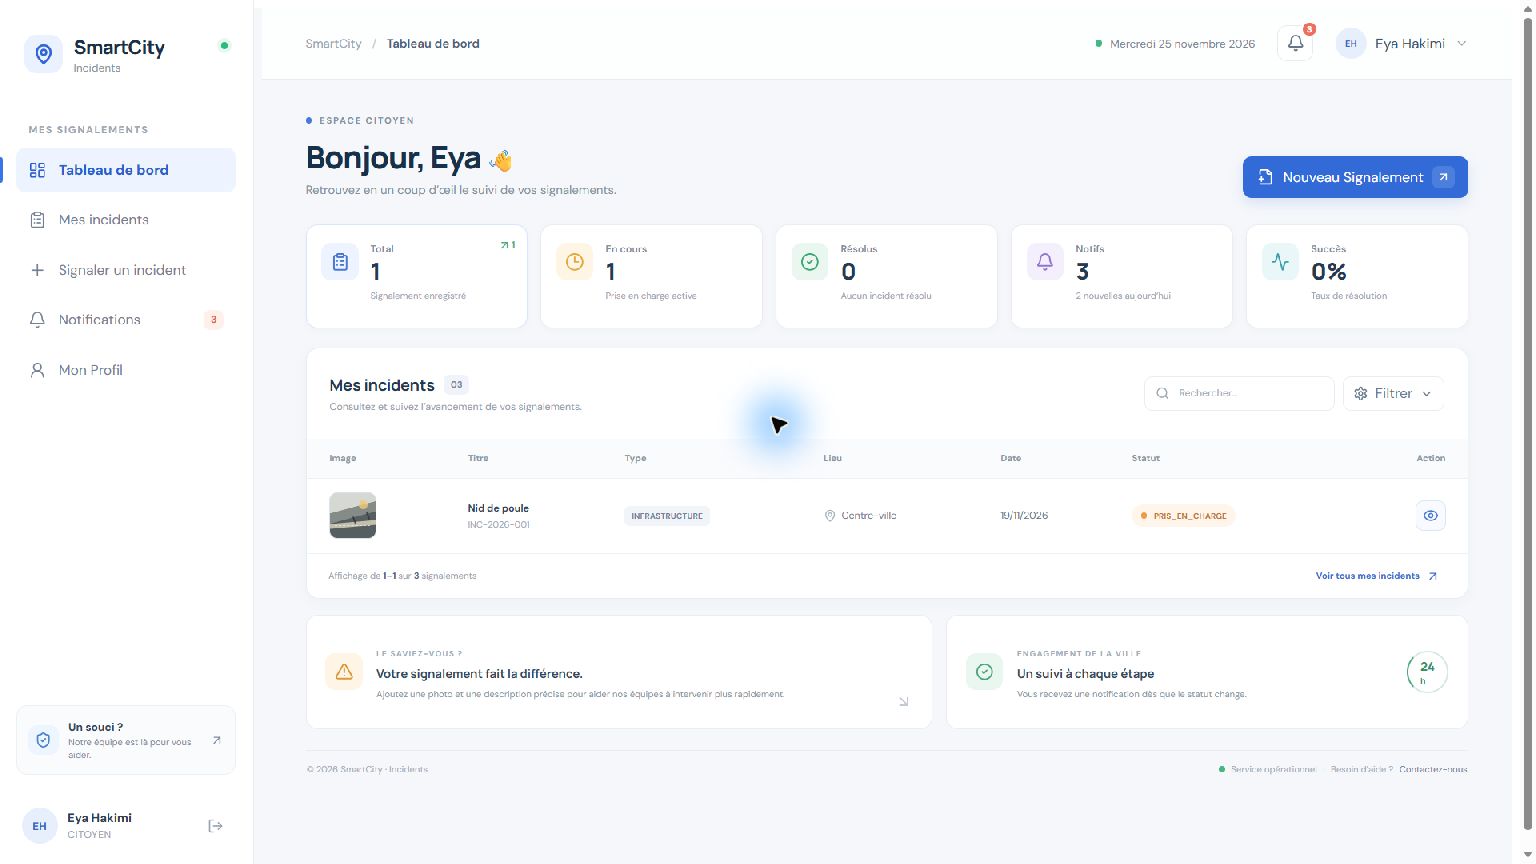 SmartCity
Incidents
MES SIGNALEMENTS
Tableau de bord
Mes incidents
Signaler un incident
Notifications
3
Mon Profil
Un souci ?
Notre équipe est là pour vous
aider.
EH
Eya Hakimi
CITOYEN
SmartCity / Tableau de bord
Mercredi 25 novembre 2026
3
EH
Eya Hakimi
ESPACE CITOYEN
Bonjour, Eya 👋
Retrouvez en un coup d'œil le suivi de vos signalements.
Nouveau Signalement
Total
1
1
Signalement enregistré
En cours
1
Prise en charge active
Résolus
0
Aucun incident résolu
Notifs
3
2 nouvelles aujourd'hui
Succès
0%
Taux de résolution
Mes incidents 03
Consultez et suivez l'avancement de vos signalements.
Rechercher...
Filtrer
Image Titre Type Lieu Date Statut Action
Nid de poule
INC-2026-001
INFRASTRUCTURE
Centre-ville
19/11/2026
PRIS_EN_CHARGE
Affichage de 1–1 sur 3 signalements
Voir tous mes incidents
LE SAVIEZ-VOUS ?
Votre signalement fait la différence.
Ajoutez une photo et une description précise pour aider nos équipes à intervenir plus rapidement.
ENGAGEMENT DE LA VILLE
Un suivi à chaque étape
Vous recevez une notification dès que le statut change.
24
h
© 2026 SmartCity · Incidents
Service opérationnel · Besoin d'aide ? Contactez-nous